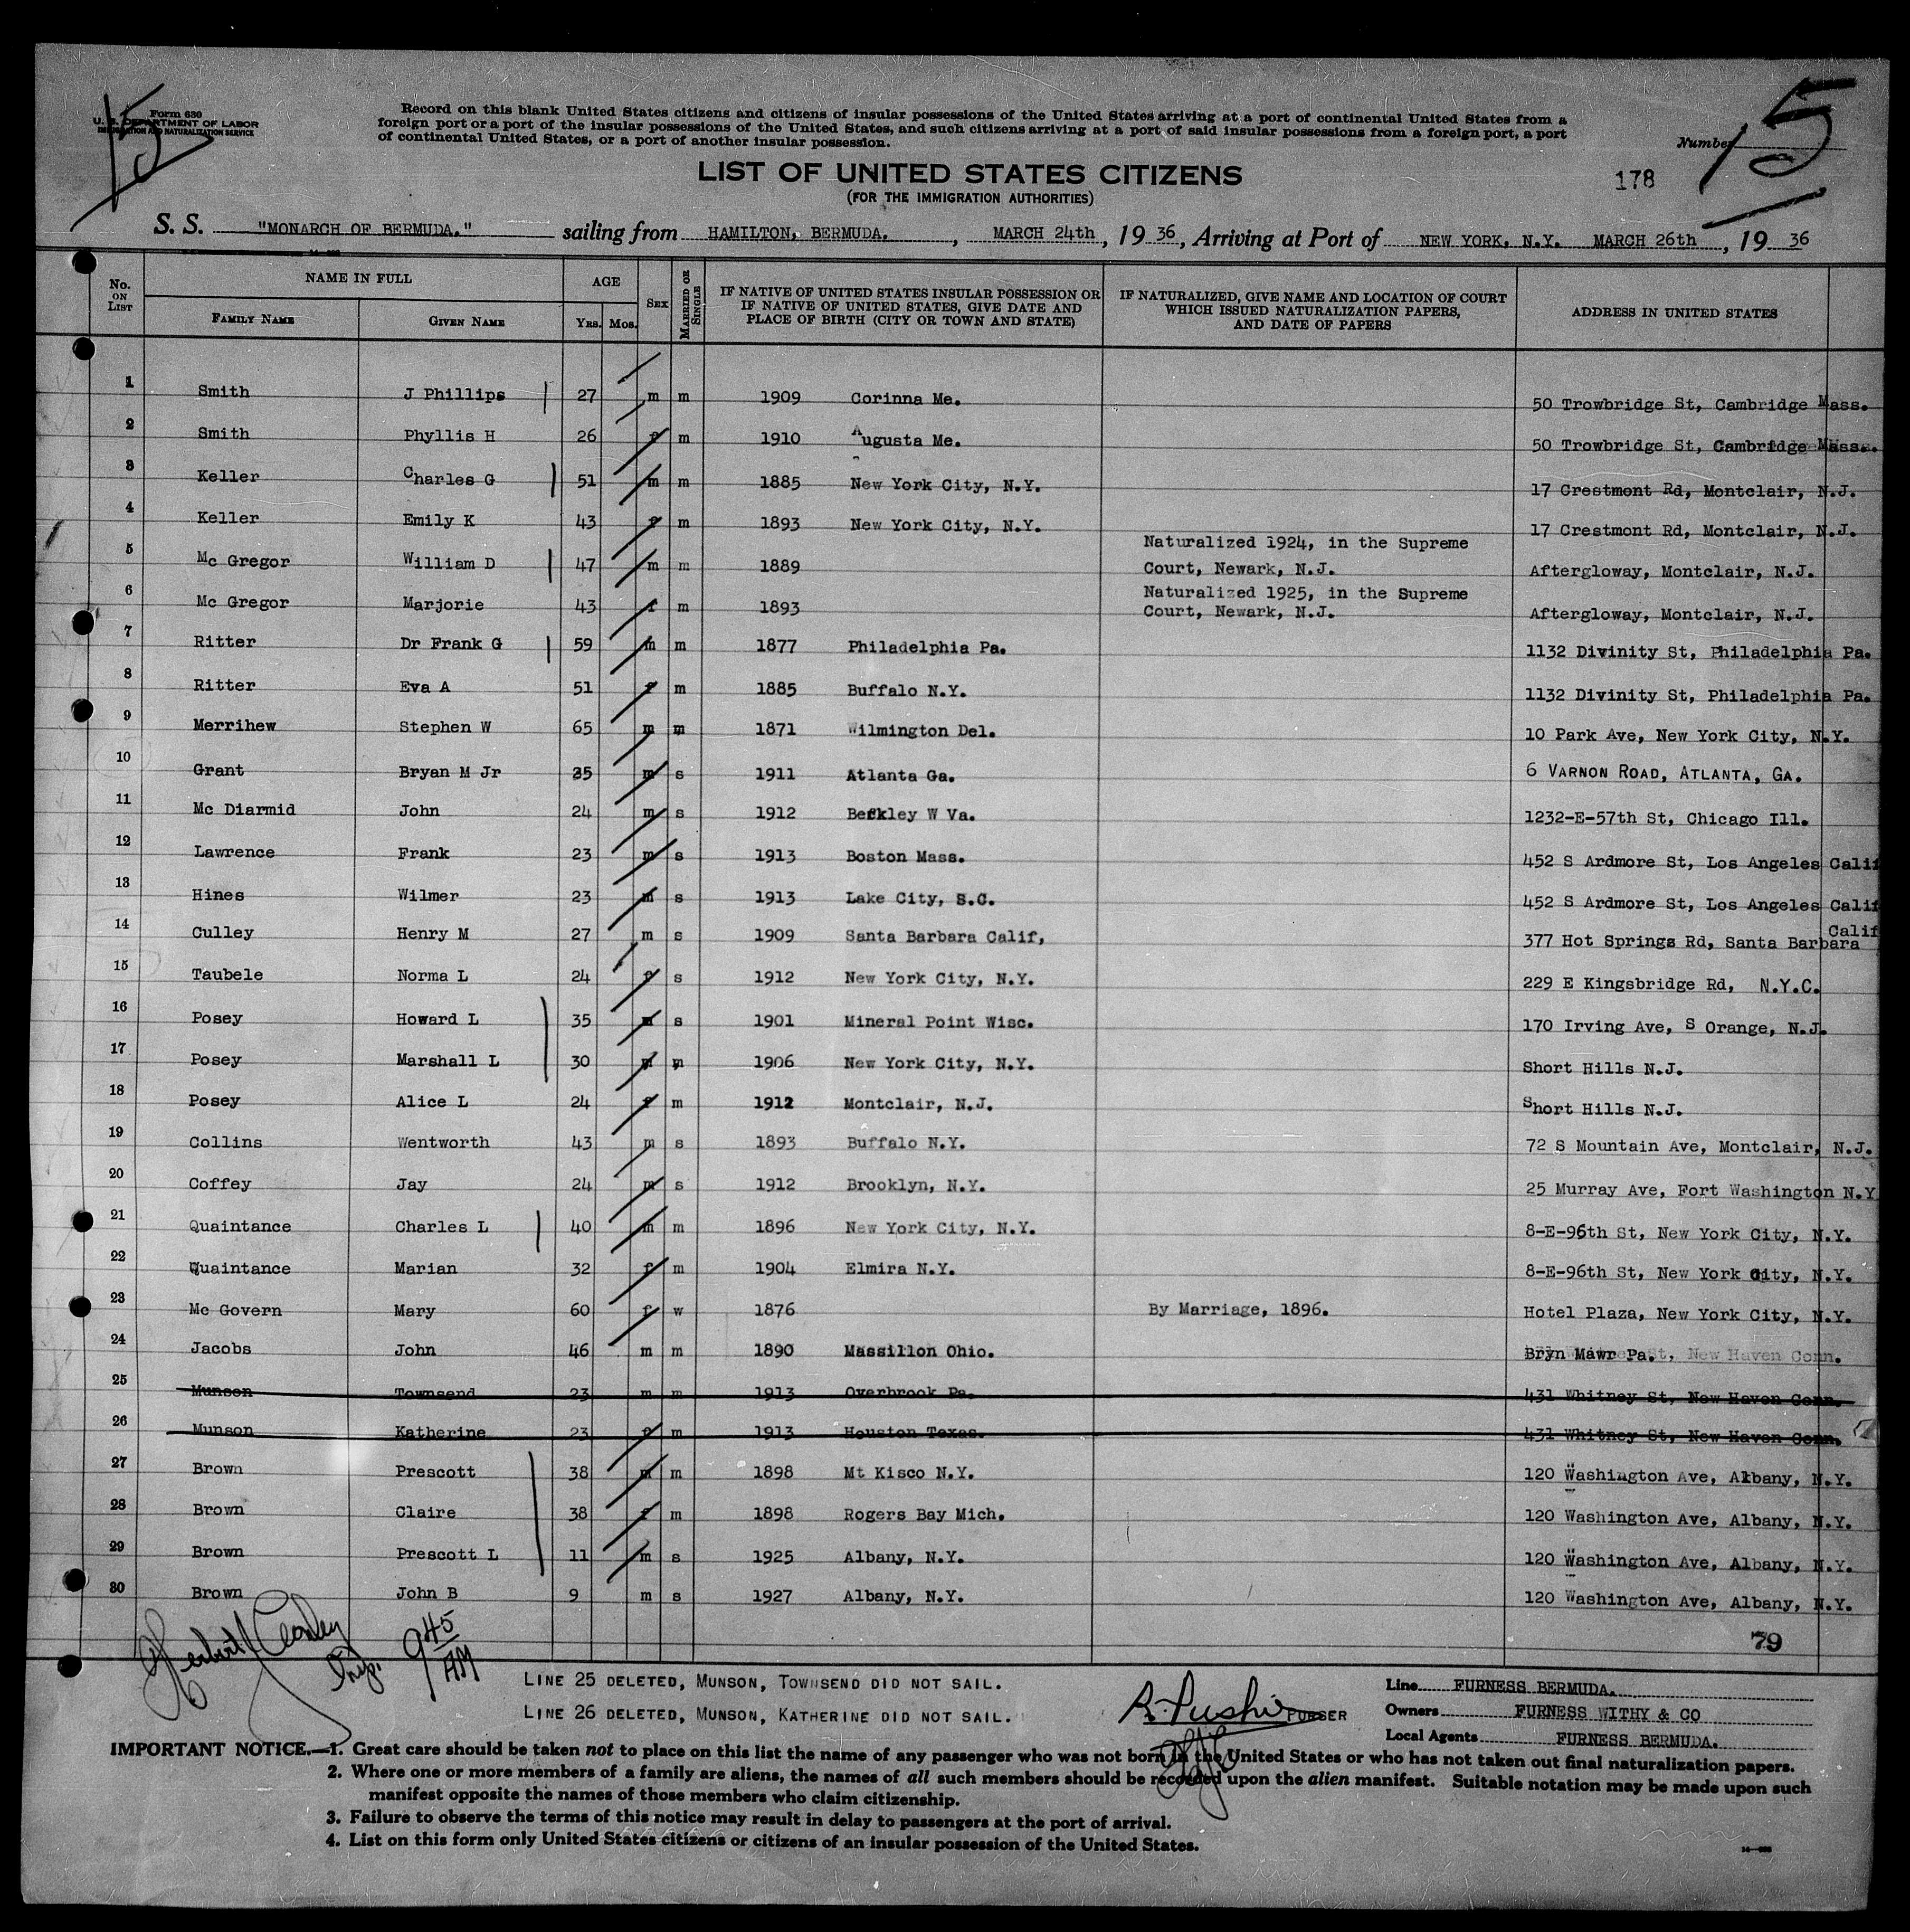 15
Form 630
U. S. DEPARTMENT OF LABOR
IMMIGRATION AND NATURALIZATION SERVICE
Record on this blank United States citizens and citizens of insular possessions of the United States arriving at a port of continental United States from a
foreign port or a port of the insular possessions of the United States, and such citizens arriving at a port of said insular possessions from a foreign port, a port
of continental United States, or a port of another insular possession.
Number 15
LIST OF UNITED STATES CITIZENS
178
(FOR THE IMMIGRATION AUTHORITIES)
S. S. "MONARCH OF BERMUDA." sailing from HAMILTON, BERMUDA. , MARCH 24th , 19 36, Arriving at Port of NEW YORK, N.Y. MARCH 26th , 19 36
No. ON LIST NAME IN FULL FAMILY NAME GIVEN NAME AGE YRS. MOS. SEX MARRIED OR SINGLE IF NATIVE OF UNITED STATES INSULAR POSSESSION OR IF NATIVE OF UNITED STATES, GIVE DATE AND PLACE OF BIRTH (CITY OR TOWN AND STATE) IF NATURALIZED, GIVE NAME AND LOCATION OF COURT WHICH ISSUED NATURALIZATION PAPERS, AND DATE OF PAPERS ADDRESS IN UNITED STATES
1 Smith J Phillips 27 m m 1909 Corinna Me. 50 Trowbridge St, Cambridge Mass.
2 Smith Phyllis H 26 f m 1910 Augusta Me. 50 Trowbridge St, Cambridge Mass.
3 Keller Charles G 51 m m 1885 New York City, N.Y. 17 Crestmont Rd, Montclair, N.J.
4 Keller Emily K 43 f m 1893 New York City, N.Y. 17 Crestmont Rd, Montclair, N.J.
5 Mc Gregor William D 47 m m 1889 Naturalized 1924, in the Supreme Court, Newark, N.J. Aftergloway, Montclair, N.J.
6 Mc Gregor Marjorie 43 f m 1893 Naturalized 1925, in the Supreme Court, Newark, N.J. Aftergloway, Montclair, N.J.
7 Ritter Dr Frank G 59 m m 1877 Philadelphia Pa. 1132 Divinity St, Philadelphia Pa.
8 Ritter Eva A 51 f m 1885 Buffalo N.Y. 1132 Divinity St, Philadelphia Pa.
9 Merrihew Stephen W 65 m m 1871 Wilmington Del. 10 Park Ave, New York City, N.Y.
10 Grant Bryan M Jr 25 m s 1911 Atlanta Ga. 6 VARNON ROAD, ATLANTA, GA.
11 Mc Diarmid John 24 m s 1912 Beckley W Va. 1232-E-57th St, Chicago Ill.
12 Lawrence Frank 23 m s 1913 Boston Mass. 452 S Ardmore St, Los Angeles Calif
13 Hines Wilmer 23 m s 1913 Lake City, S.C. 452 S Ardmore St, Los Angeles Calif
14 Culley Henry M 27 m s 1909 Santa Barbara Calif, 377 Hot Springs Rd, Santa Barbara Calif
15 Taubele Norma L 24 f s 1912 New York City, N.Y. 229 E Kingsbridge Rd, N.Y.C.
16 Posey Howard L 35 m s 1901 Mineral Point Wisc. 170 Irving Ave, S Orange, N.J.
17 Posey Marshall L 30 m m 1906 New York City, N.Y. Short Hills N.J.
18 Posey Alice L 24 f m 1912 Montclair, N.J. Short Hills N.J.
19 Collins Wentworth 43 m s 1893 Buffalo N.Y. 72 S Mountain Ave, Montclair, N.J.
20 Coffey Jay 24 m s 1912 Brooklyn, N.Y. 25 Murray Ave, Fort Washington N.Y
21 Quaintance Charles L 40 m m 1896 New York City, N.Y. 8-E-96th St, New York City, N.Y.
22 Quaintance Marian 32 f m 1904 Elmira N.Y. 8-E-96th St, New York City, N.Y.
23 Mc Govern Mary 60 f w 1876 By Marriage, 1896. Hotel Plaza, New York City, N.Y.
24 Jacobs John 46 m m 1890 Massillon Ohio. Bryn Mawr Pa. St, New Haven Conn.
25 Munson Townsend 23 m m 1913 Overbrook Pa. 431 Whitney St, New Haven Conn.
26 Munson Katherine 23 f m 1913 Houston Texas. 431 Whitney St, New Haven Conn.
27 Brown Prescott 38 m m 1898 Mt Kisco N.Y. 120 Washington Ave, Albany, N.Y.
28 Brown Claire 38 f m 1898 Rogers Bay Mich. 120 Washington Ave, Albany, N.Y.
29 Brown Prescott L 11 m s 1925 Albany, N.Y. 120 Washington Ave, Albany, N.Y.
30 Brown John B 9 m s 1927 Albany, N.Y. 120 Washington Ave, Albany, N.Y.
79
Herbert Insp. 9 45 AM
LINE 25 DELETED, MUNSON, TOWNSEND DID NOT SAIL.
LINE 26 DELETED, MUNSON, KATHERINE DID NOT SAIL.
PURSER
Line FURNESS BERMUDA.
Owners FURNESS WITHY & CO
Local Agents FURNESS BERMUDA.
IMPORTANT NOTICE.—1. Great care should be taken not to place on this list the name of any passenger who was not born in the United States or who has not taken out final naturalization papers.
2. Where one or more members of a family are aliens, the names of all such members should be recorded upon the alien manifest. Suitable notation may be made upon such
manifest opposite the names of those members who claim citizenship.
3. Failure to observe the terms of this notice may result in delay to passengers at the port of arrival.
4. List on this form only United States citizens or citizens of an insular possession of the United States.